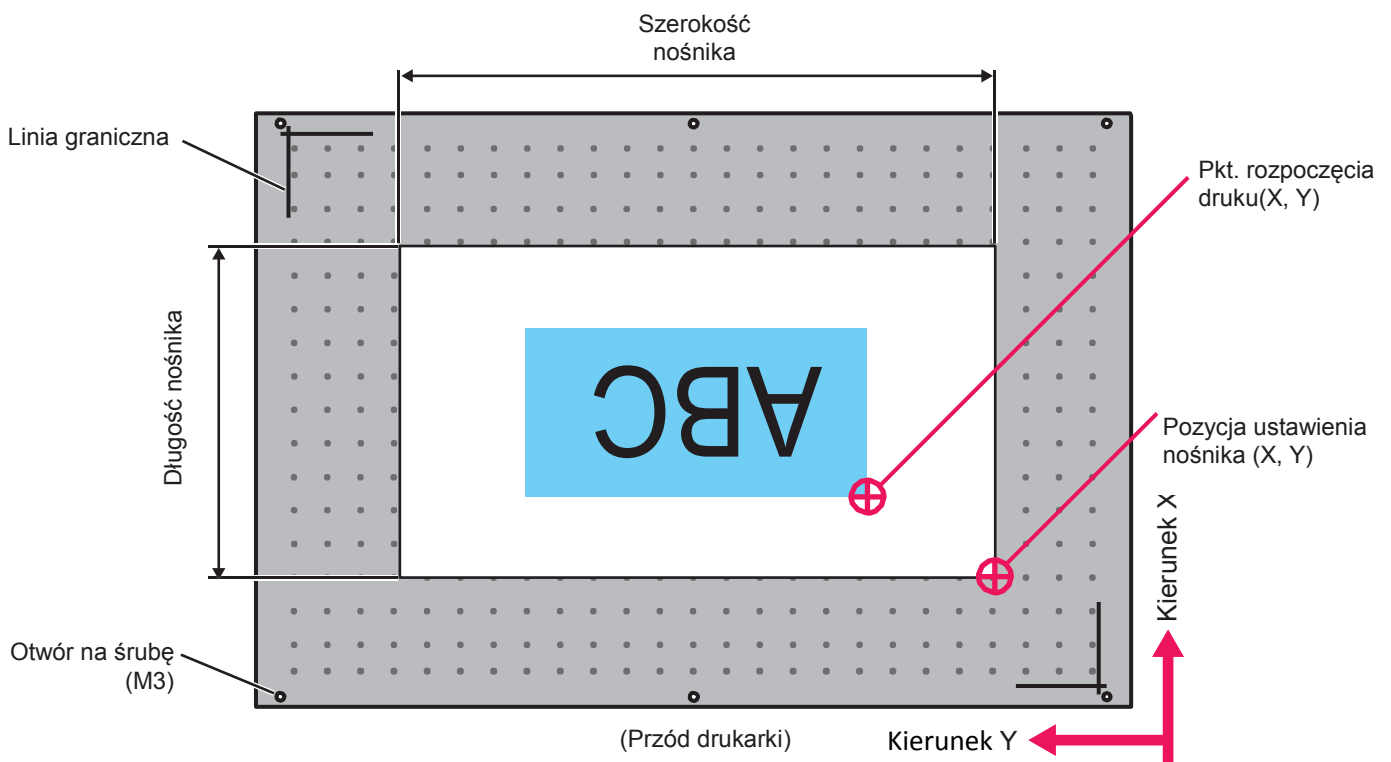 Szerokość
nośnika
Linia graniczna
Pkt. rozpoczęcia
druku(X, Y)
Długość nośnika
ABC
Pozycja ustawienia
nośnika (X, Y)
Kierunek X
Otwór na śrubę
(M3)
(Przód drukarki)
Kierunek Y